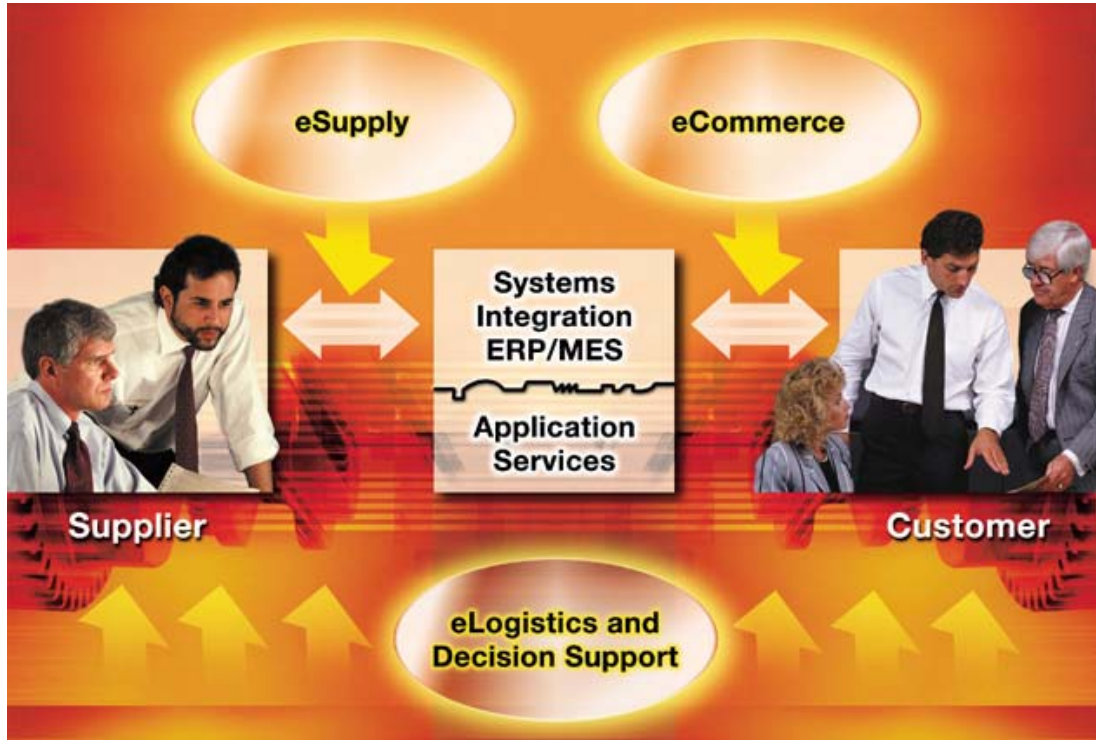 eSupply
eCommerce
Systems
Integration
ERP/MES
Application
Services
Supplier
Customer
eLogistics and
Decision Support